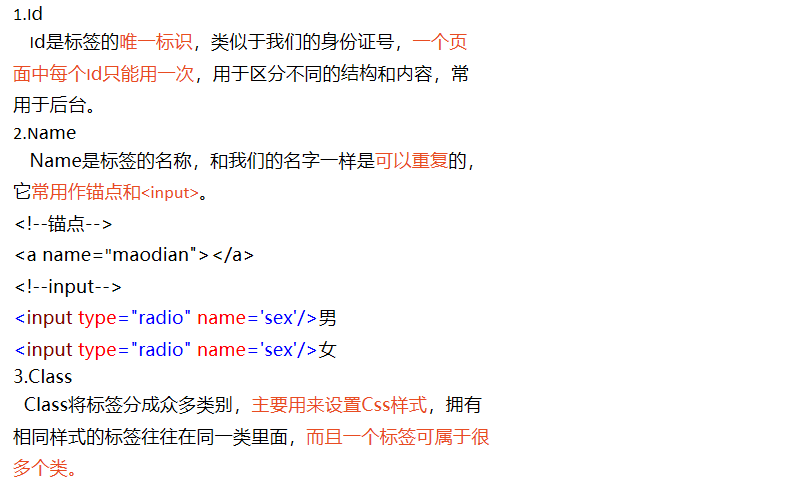 1.Id
Id是标签的唯一标识，类似于我们的身份证号，一个页
面中每个Id只能用一次，用于区分不同的结构和内容，常
用于后台。
2.Name
Name是标签的名称，和我们的名字一样是可以重复的，
它常用作锚点和<input>。
<!--锚点-->
<a name="maodian"></a>
<!--input-->
<input type="radio" name='sex'/>男
<input type="radio" name='sex'/>女
3.Class
Class将标签分成众多类别，主要用来设置Css样式，拥有
相同样式的标签往往在同一类里面，而且一个标签可属于很
多个类。